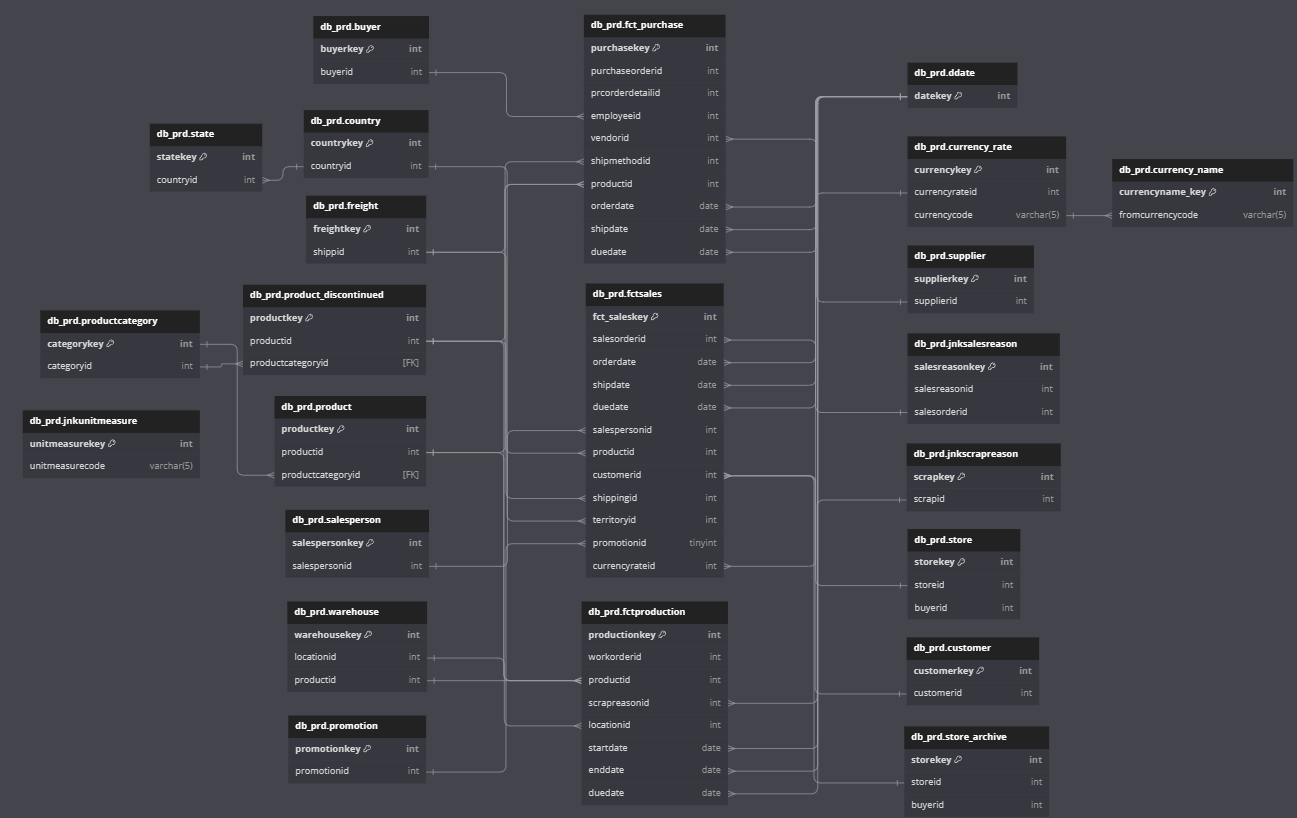 db_prd.buyer
buyerkey int
buyerid int
db_prd.country
countrykey int
countryid int
db_prd.state
statekey int
countryid int
db_prd.freight
freightkey int
shippid int
db_prd.product_discontinued
productkey int
productid int
productcategoryid [FK]
db_prd.productcategory
categorykey int
categoryid int
db_prd.jnkunitmeasure
unitmeasurekey int
unitmeasurecode varchar(5)
db_prd.product
productkey int
productid int
productcategoryid [FK]
db_prd.salesperson
salespersonkey int
salespersonid int
db_prd.warehouse
warehousekey int
locationid int
productid int
db_prd.promotion
promotionkey int
promotionid int
db_prd.fct_purchase
purchasekey int
purchaseorderid int
prcorderdetailid int
employeeid int
vendorid int
shipmethodid int
productid int
orderdate date
shipdate date
duedate date
db_prd.fctsales
fct_saleskey int
salesorderid int
orderdate date
shipdate date
duedate date
salespersonid int
productid int
customerid int
shippingid int
territoryid int
promotionid tinyint
currencyrateid int
db_prd.fctproduction
productionkey int
workorderid int
productid int
scrapreasonid int
locationid int
startdate date
enddate date
duedate date
db_prd.ddate
datekey int
db_prd.currency_rate
currencykey int
currencyrateid int
currencycode varchar(5)
db_prd.currency_name
currencyname_key int
fromcurrencycode varchar(5)
db_prd.supplier
supplierkey int
supplierid int
db_prd.jnksalesreason
salesreasonkey int
salesreasonid int
salesorderid int
db_prd.jnkscrapreason
scrapkey int
scrapid int
db_prd.store
storekey int
storeid int
buyerid int
db_prd.customer
customerkey int
customerid int
db_prd.store_archive
storekey int
storeid int
buyerid int